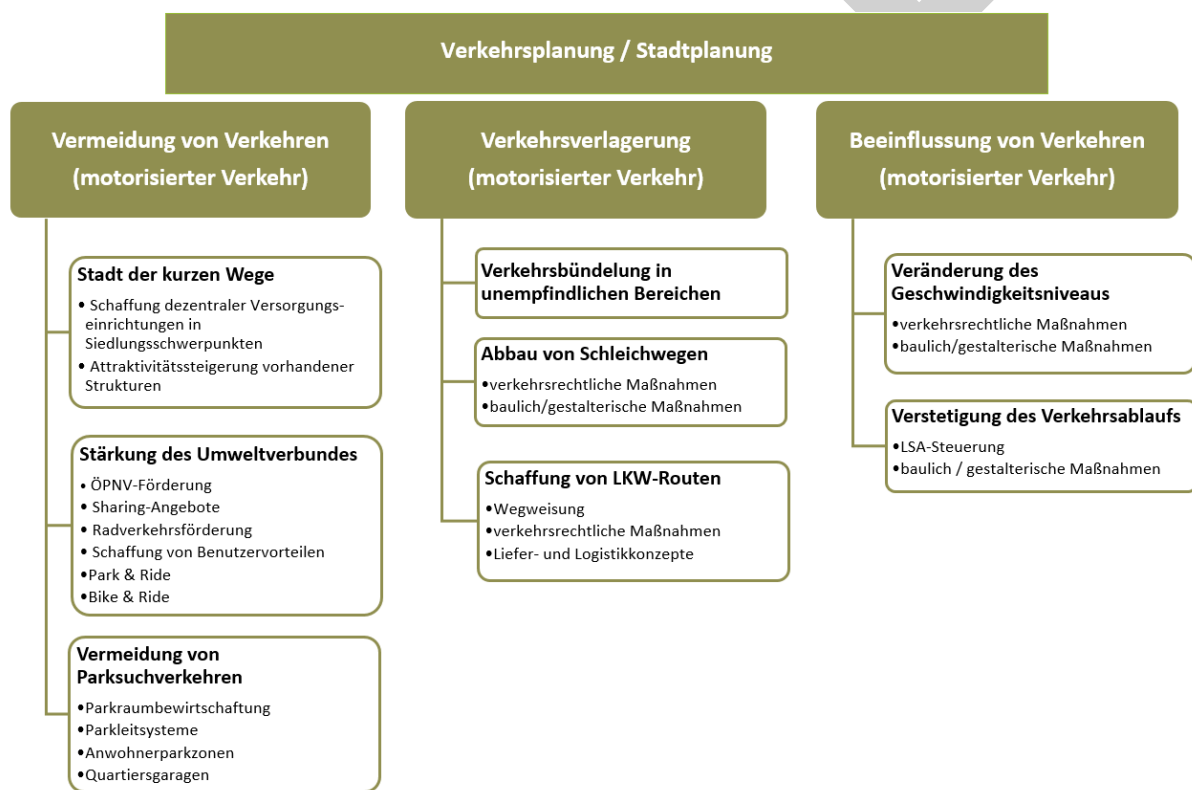 Verkehrsplanung / Stadtplanung
Vermeidung von Verkehren
(motorisierter Verkehr)
Stadt der kurzen Wege
• Schaffung dezentraler Versorgungs-
einrichtungen in
Siedlungsschwerpunkten
• Attraktivitätssteigerung vorhandener
Strukturen
Stärkung des Umweltverbundes
• ÖPNV-Förderung
• Sharing-Angebote
• Radverkehrsförderung
• Schaffung von Benutzervorteilen
•Park & Ride
•Bike & Ride
Vermeidung von
Parksuchverkehren
•Parkraumbewirtschaftung
•Parkleitsysteme
•Anwohnerparkzonen
•Quartiersgaragen
Verkehrsverlagerung
(motorisierter Verkehr)
Verkehrsbündelung in
unempfindlichen Bereichen
Abbau von Schleichwegen
•verkehrsrechtliche Maßnahmen
•baulich/gestalterische Maßnahmen
Schaffung von LKW-Routen
•Wegweisung
•verkehrsrechtliche Maßnahmen
•Liefer- und Logistikkonzepte
Beeinflussung von Verkehren
(motorisierter Verkehr)
Veränderung des
Geschwindigkeitsniveaus
•verkehrsrechtliche Maßnahmen
•baulich/gestalterische Maßnahmen
Verstetigung des Verkehrsablaufs
•LSA-Steuerung
•baulich / gestalterische Maßnahmen